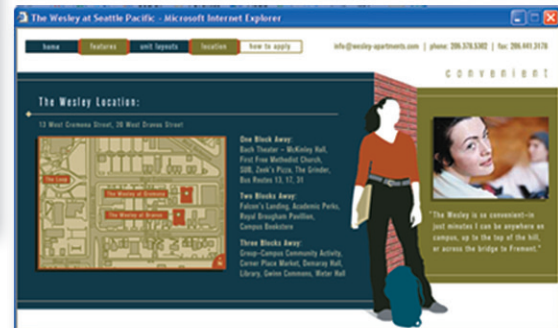 The Wesley at Seattle Pacific - Microsoft Internet Explorer
home features unit layouts location how to apply
info@wesley-apartments.com | phone: 206.378.5302 | fax: 206.441.3178
convenient
The Wesley Location:
13 West Cremona Street, 26 West Dravus Street
The Loop
The Wesley at Cremona
The Wesley at Dravus
One Block Away:
Bach Theater – McKinley Hall,
First Free Methodist Church,
SUB, Zeek's Pizza, The Grinder,
Bus Routes 13, 17, 31
Two Blocks Away:
Falcon's Landing, Academic Perks,
Royal Brougham Pavillion,
Campus Bookstore
Three Blocks Away:
Group-Campus Community Activity,
Corner Place Market, Demaray Hall,
Library, Gwinn Commons, Weter Hall
"The Wesley is so convenient–in
just minutes I can be anywhere on
campus, up to the top of the hill,
or across the bridge to Fremont."